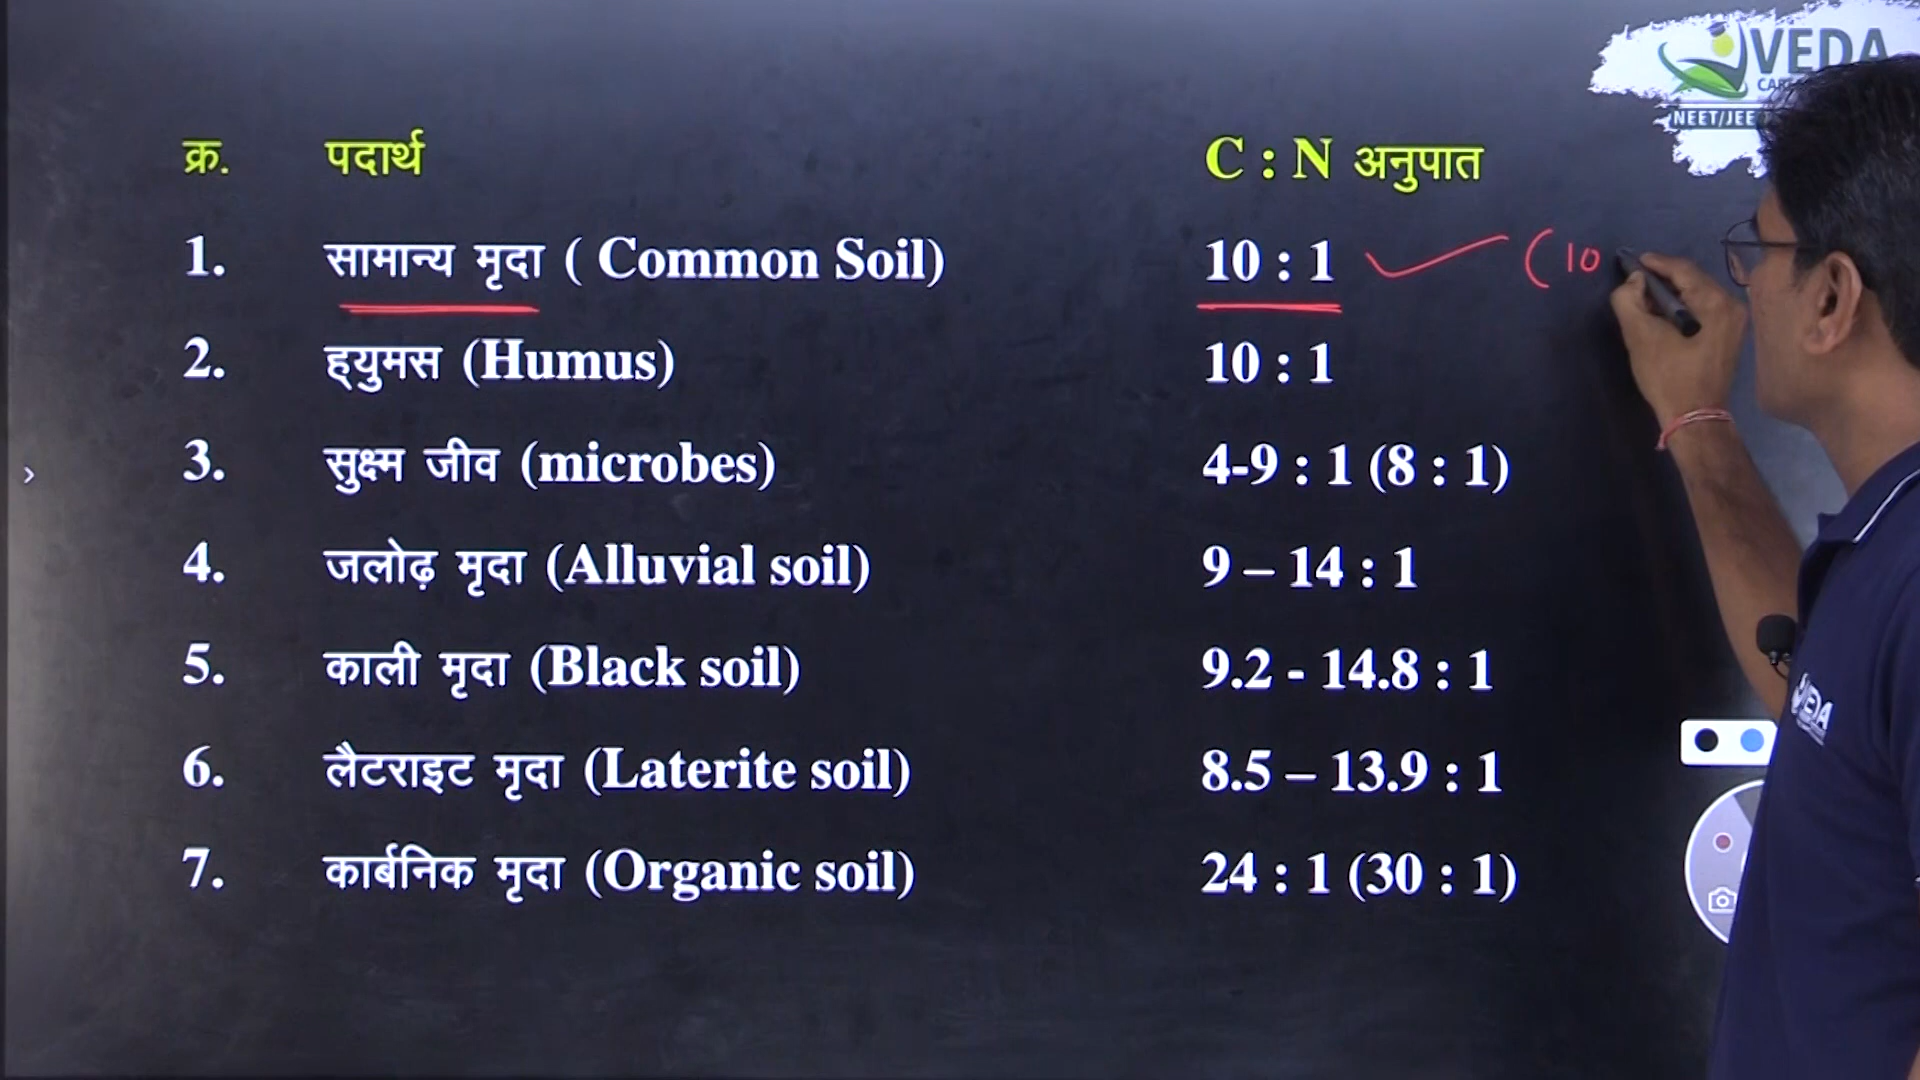 VEDA
NEET/JEE
क्र. पदार्थ C : N अनुपात
1. सामान्य मृदा ( Common Soil) 10 : 1 (10
2. ह्युमस (Humus) 10 : 1
3. सुक्ष्म जीव (microbes) 4-9 : 1 (8 : 1)
4. जलोढ़ मृदा (Alluvial soil) 9 – 14 : 1
5. काली मृदा (Black soil) 9.2 - 14.8 : 1
6. लैटराइट मृदा (Laterite soil) 8.5 – 13.9 : 1
7. कार्बनिक मृदा (Organic soil) 24 : 1 (30 : 1)
VEDA